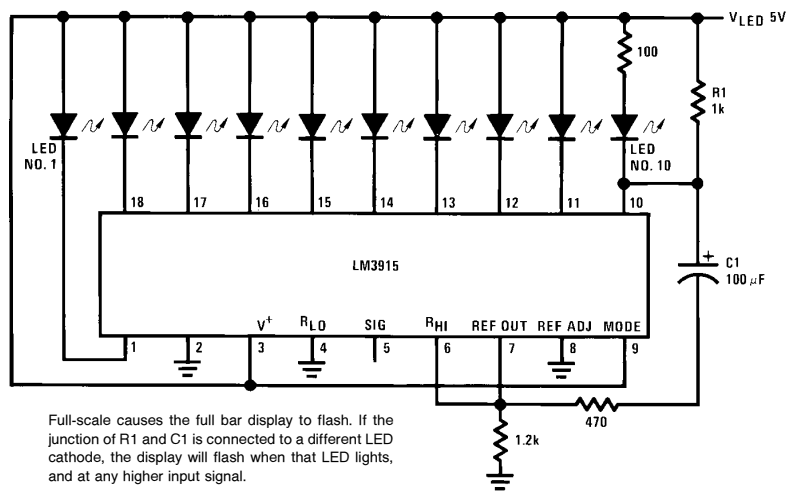 V_LED 5V
100
R1
1k
LED
NO. 1
LED
NO. 10
18 17 16 15 14 13 12 11 10
LM3915
C1
+
100 μF
V+ R_LO SIG R_HI REF OUT REF ADJ MODE
1 2 3 4 5 6 7 8 9
470
1.2k
Full-scale causes the full bar display to flash. If the
junction of R1 and C1 is connected to a different LED
cathode, the display will flash when that LED lights,
and at any higher input signal.